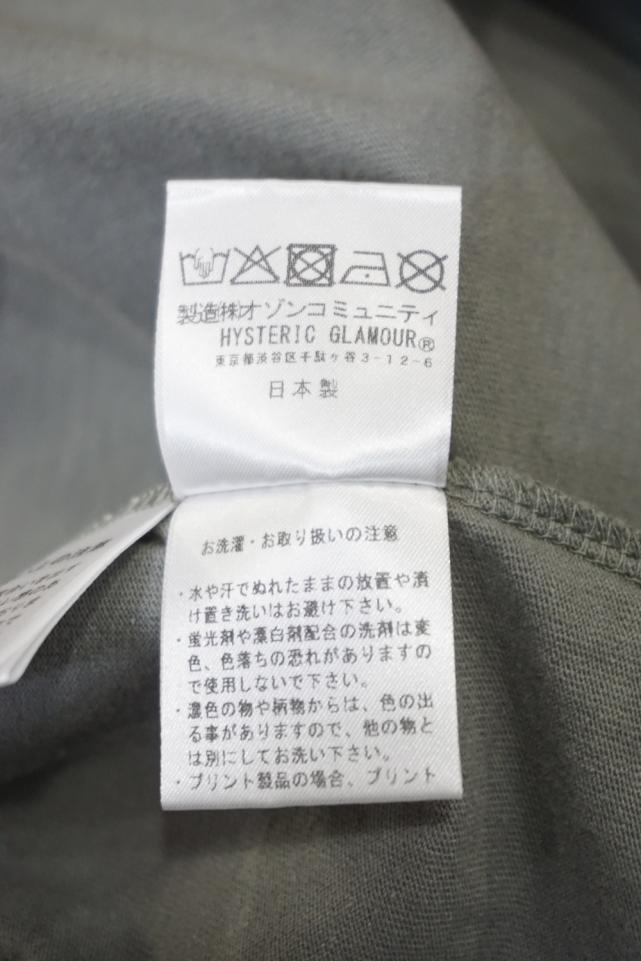 製造㈱オゾンコミュニティ
HYSTERIC GLAMOUR®
東京都渋谷区千駄ヶ谷3-12-6
日本製
お洗濯・お取り扱いの注意
・水や汗でぬれたままの放置や漬
け置き洗いはお避け下さい。
・蛍光剤や漂白剤配合の洗剤は変
色、色落ちの恐れがありますの
で使用しないで下さい。
・濃色の物や柄物からは、色の出
る事がありますので、他の物と
は別にしてお洗い下さい。
・プリント製品の場合、プリント